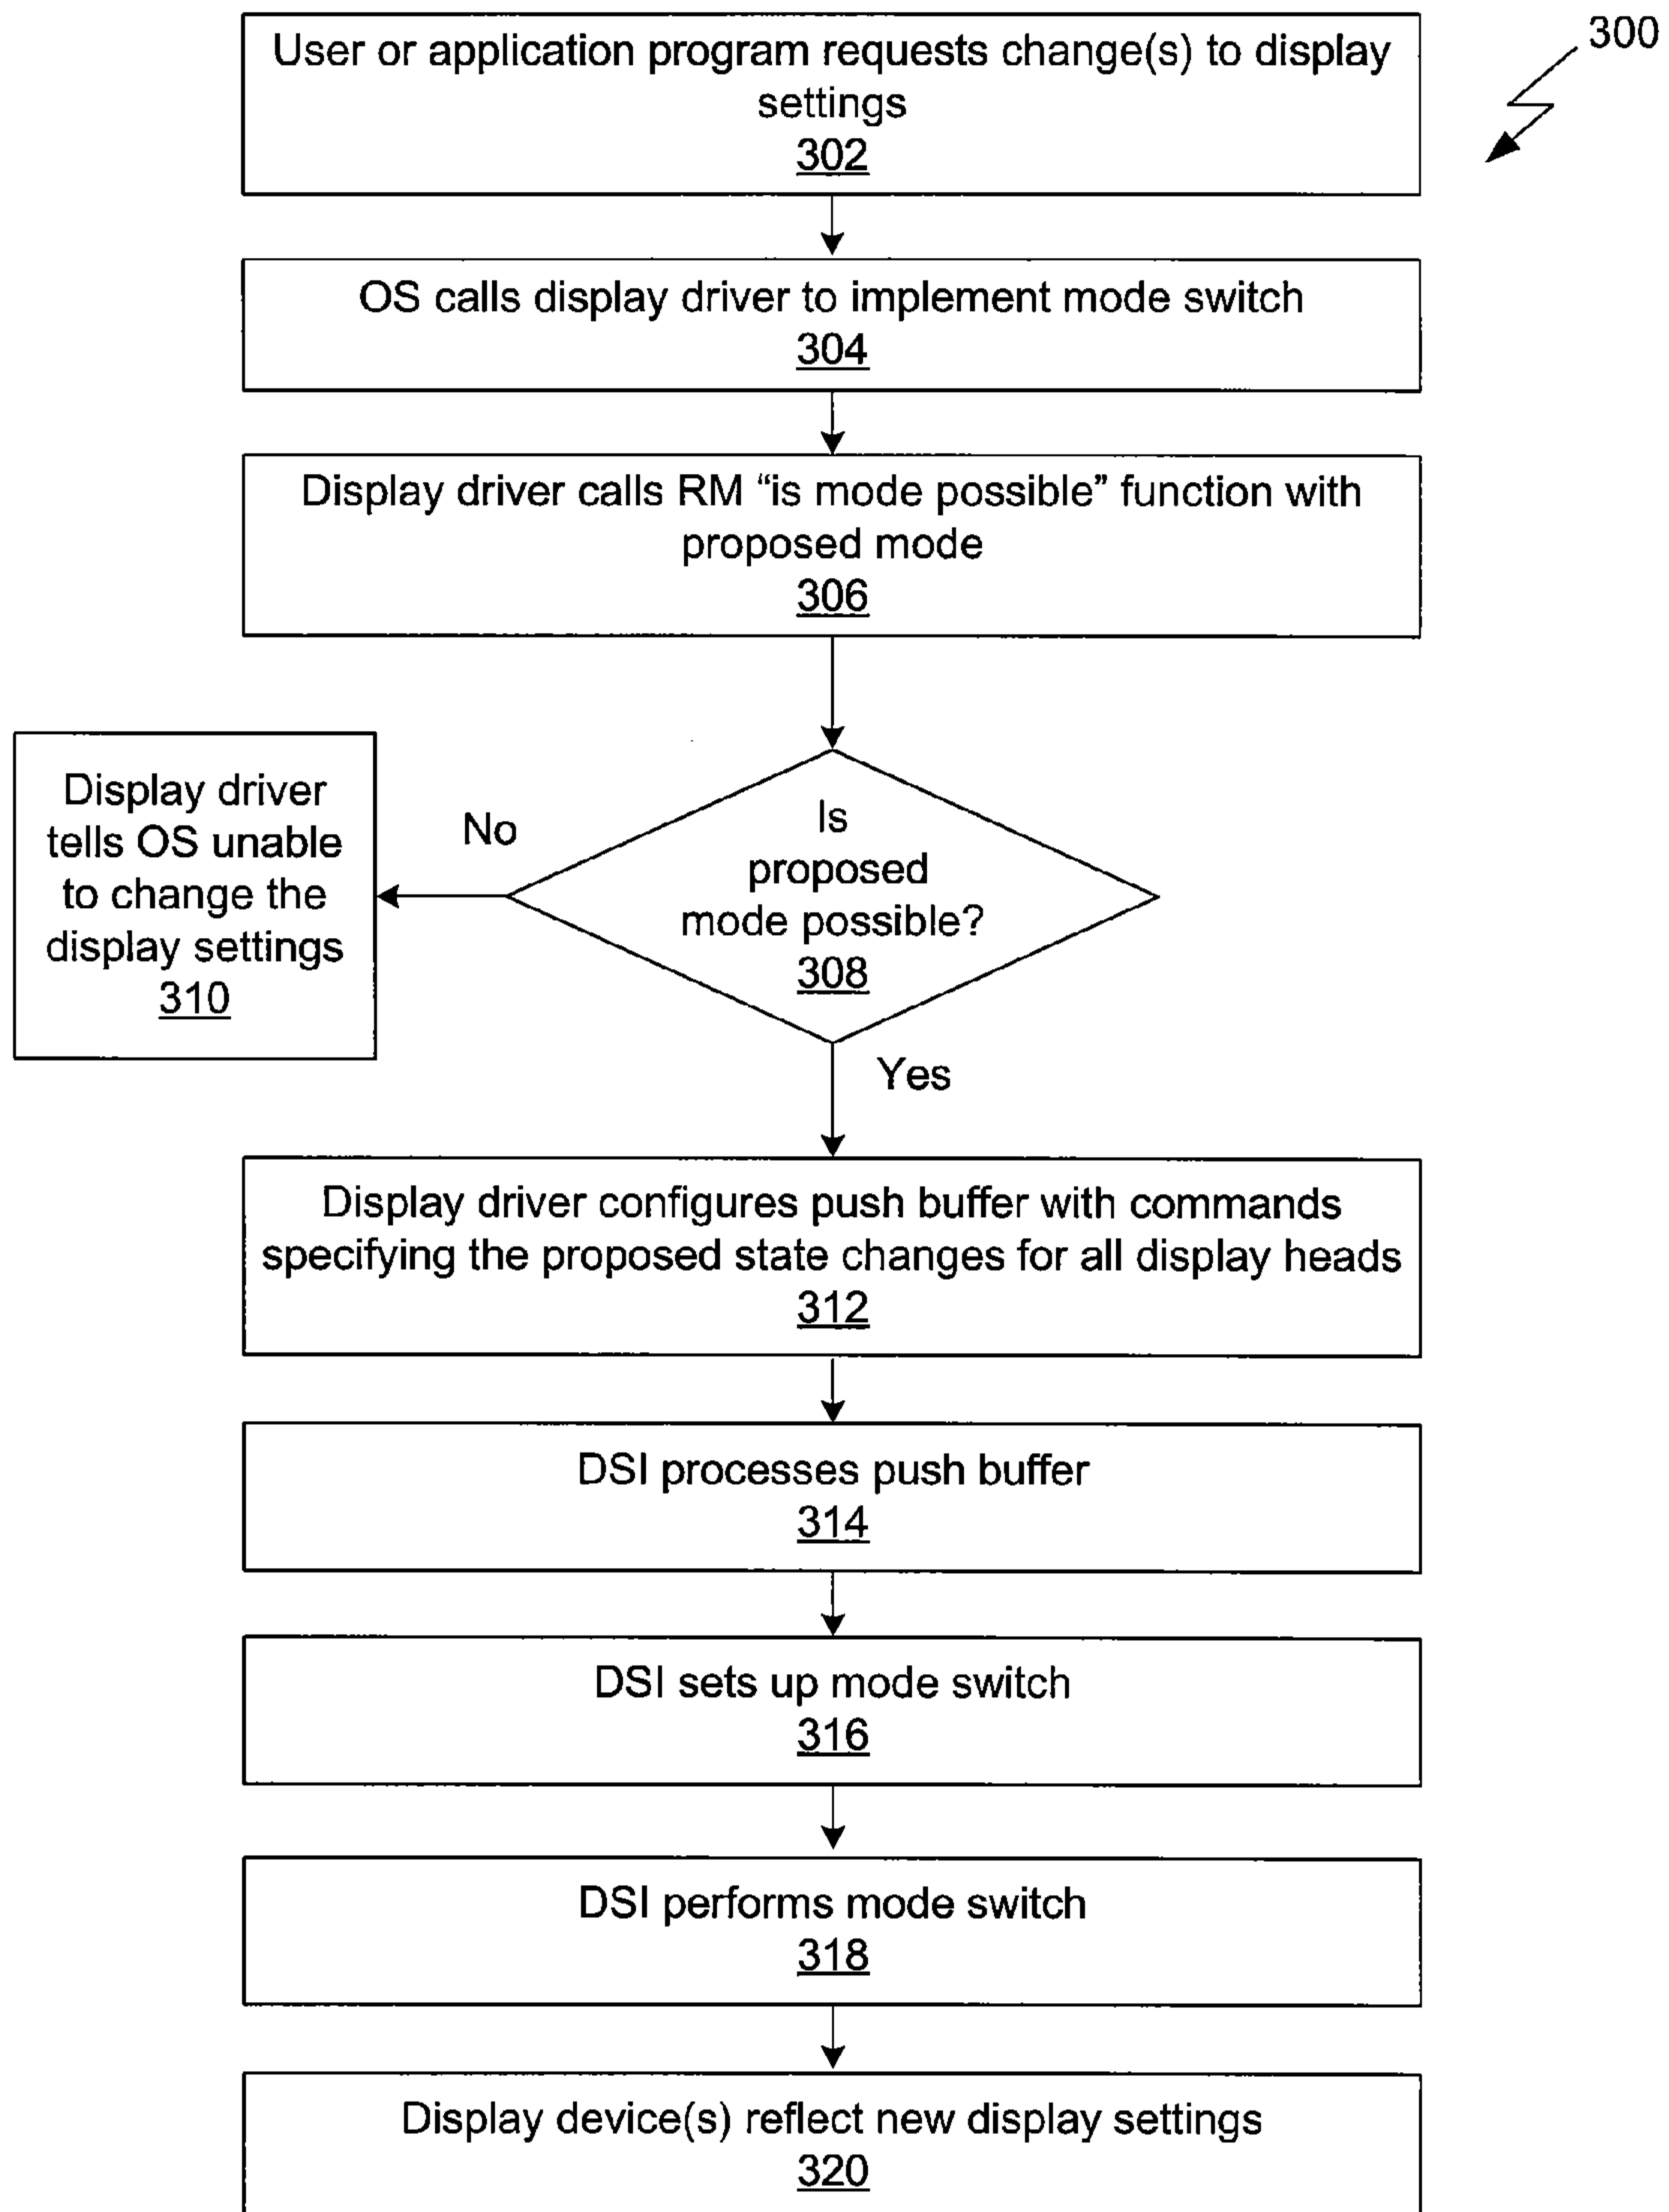 300
User or application program requests change(s) to display
settings
302
OS calls display driver to implement mode switch
304
Display driver calls RM “is mode possible” function with
proposed mode
306
Is
proposed
mode possible?
308
No
Display driver
tells OS unable
to change the
display settings
310
Yes
Display driver configures push buffer with commands
specifying the proposed state changes for all display heads
312
DSI processes push buffer
314
DSI sets up mode switch
316
DSI performs mode switch
318
Display device(s) reflect new display settings
320